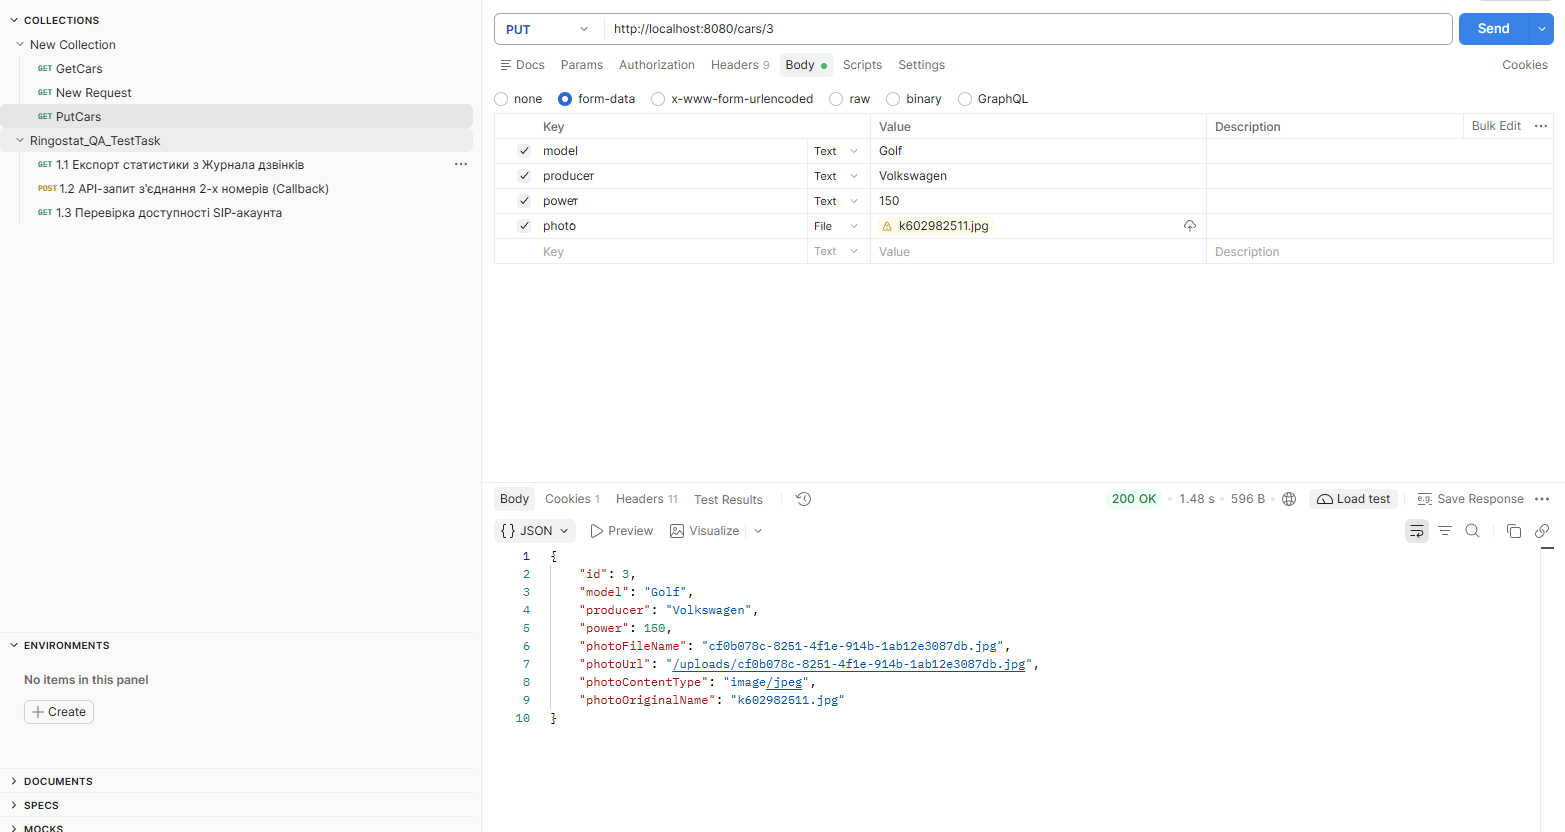 COLLECTIONS
New Collection
GET GetCars
GET New Request
GET PutCars
Ringostat_QA_TestTask
GET 1.1 Експорт статистики з Журнала дзвінків
POST 1.2 API-запит з'єднання 2-х номерів (Callback)
GET 1.3 Перевірка доступності SIP-акаунта
ENVIRONMENTS
No items in this panel
+ Create
DOCUMENTS
SPECS
MOCKS
PUT http://localhost:8080/cars/3 Send
Docs Params Authorization Headers 9 Body Scripts Settings Cookies
none form-data x-www-form-urlencoded raw binary GraphQL
Key Value Description Bulk Edit
model Text Golf
producer Text Volkswagen
power Text 150
photo File k602982511.jpg
Key Text Value Description
Body Cookies 1 Headers 11 Test Results 200 OK 1.48 s 596 B Load test e.g. Save Response
{} JSON Preview Visualize
1 {
2 "id": 3,
3 "model": "Golf",
4 "producer": "Volkswagen",
5 "power": 150,
6 "photoFileName": "cf0b078c-8251-4f1e-914b-1ab12e3087db.jpg",
7 "photoUrl": "/uploads/cf0b078c-8251-4f1e-914b-1ab12e3087db.jpg",
8 "photoContentType": "image/jpeg",
9 "photoOriginalName": "k602982511.jpg"
10 }